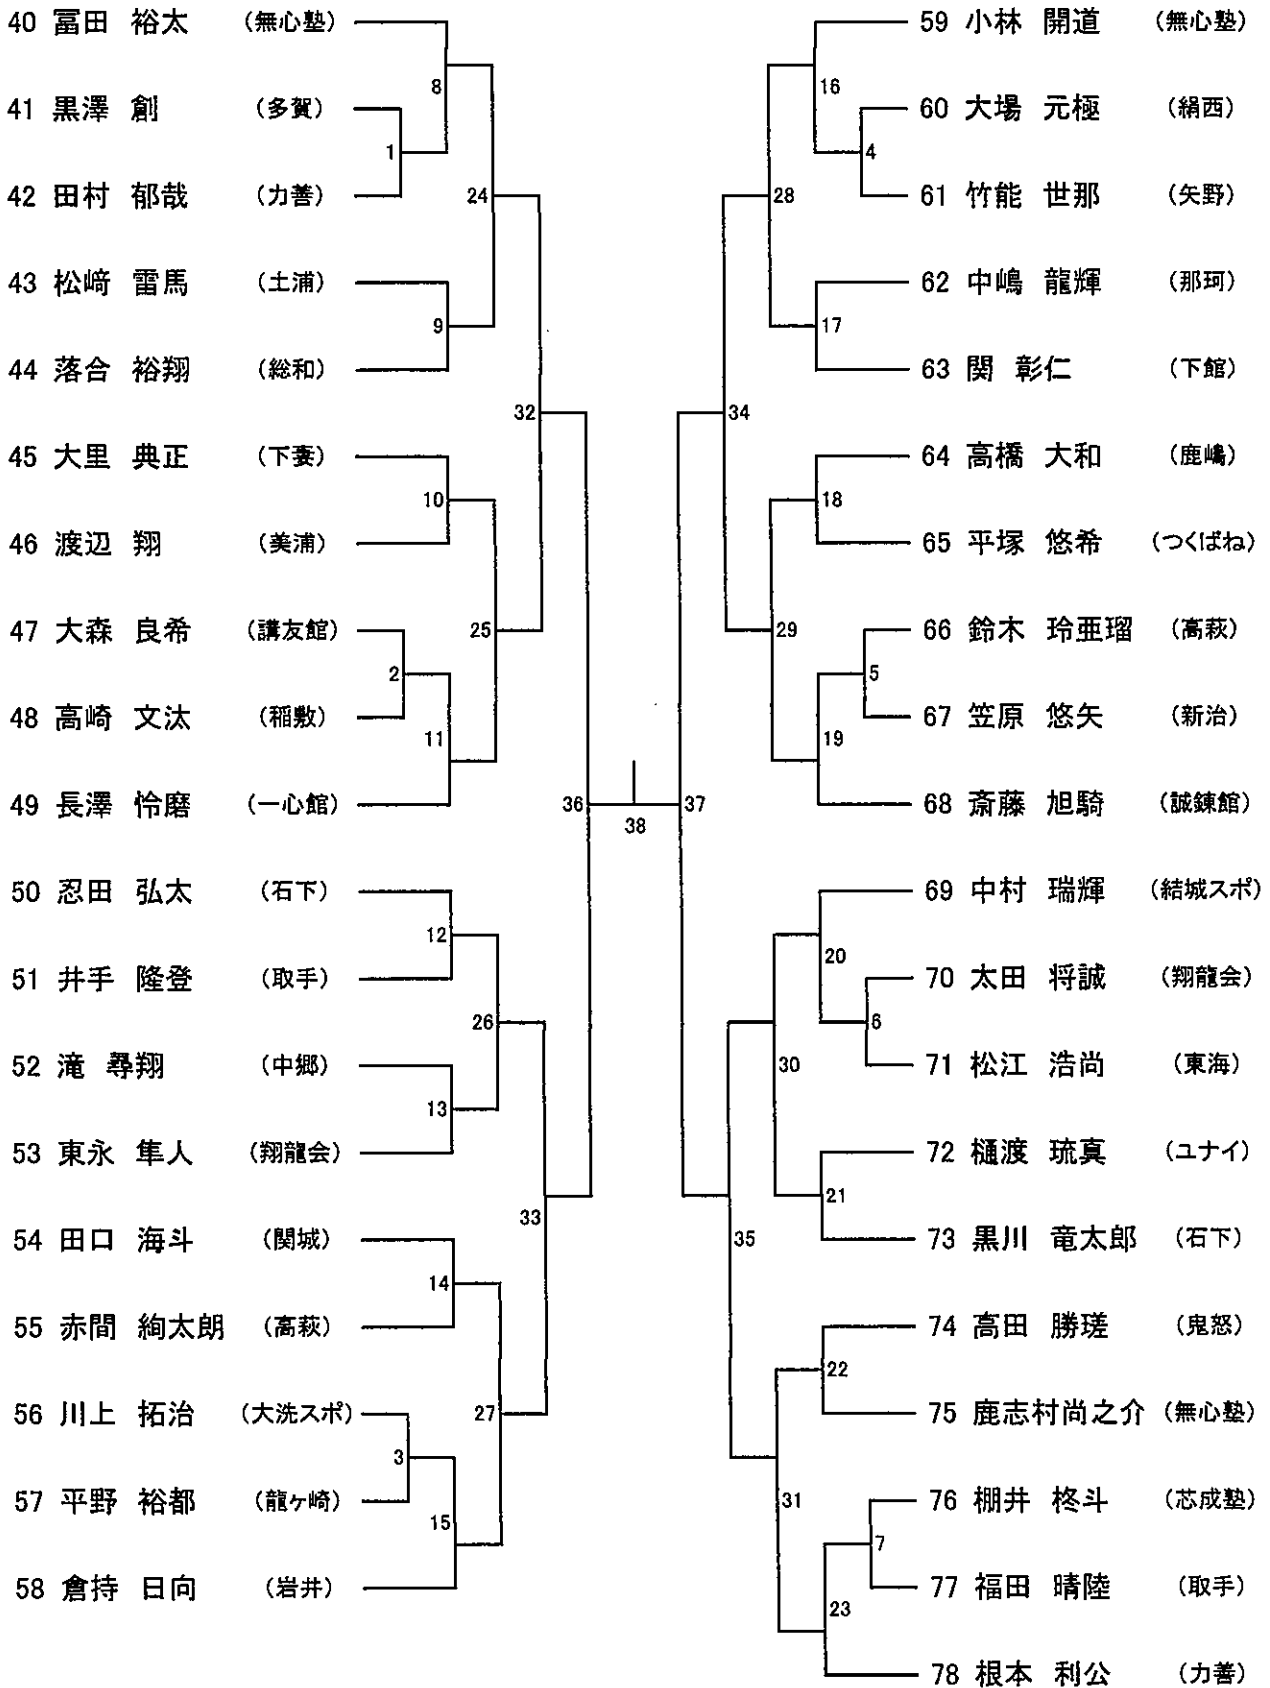 40 冨田 裕太 (無心塾)
41 黒澤 創 (多賀)
42 田村 郁哉 (力善)
43 松﨑 雷馬 (土浦)
44 落合 裕翔 (総和)
45 大里 典正 (下妻)
46 渡辺 翔 (美浦)
47 大森 良希 (講友館)
48 高崎 文汰 (稲敷)
49 長澤 怜磨 (一心館)
50 忍田 弘太 (石下)
51 井手 隆登 (取手)
52 滝 尋翔 (中郷)
53 東永 隼人 (翔龍会)
54 田口 海斗 (関城)
55 赤間 絢太朗 (高萩)
56 川上 拓治 (大洗スポ)
57 平野 裕都 (龍ヶ崎)
58 倉持 日向 (岩井)
8
1
24
9
32
10
25
2
11
36
12
26
13
33
14
27
3
15
38
16
4
28
17
34
18
29
5
19
37
20
6
30
21
35
22
31
7
23
59 小林 開道 (無心塾)
60 大場 元極 (絹西)
61 竹能 世那 (矢野)
62 中嶋 龍輝 (那珂)
63 関 彰仁 (下館)
64 高橋 大和 (鹿嶋)
65 平塚 悠希 (つくばね)
66 鈴木 玲亜瑠 (高萩)
67 笠原 悠矢 (新治)
68 斎藤 旭騎 (誠錬館)
69 中村 瑞輝 (結城スポ)
70 太田 将誠 (翔龍会)
71 松江 浩尚 (東海)
72 樋渡 琉真 (ユナイ)
73 黒川 竜太郎 (石下)
74 高田 勝瑳 (鬼怒)
75 鹿志村尚之介 (無心塾)
76 棚井 柊斗 (芯成塾)
77 福田 晴陸 (取手)
78 根本 利公 (力善)